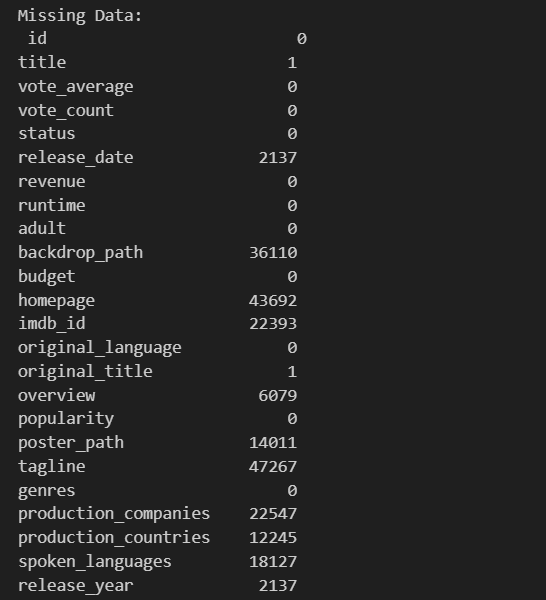 Missing Data:
id 0
title 1
vote_average 0
vote_count 0
status 0
release_date 2137
revenue 0
runtime 0
adult 0
backdrop_path 36110
budget 0
homepage 43692
imdb_id 22393
original_language 0
original_title 1
overview 6079
popularity 0
poster_path 14011
tagline 47267
genres 0
production_companies 22547
production_countries 12245
spoken_languages 18127
release_year 2137